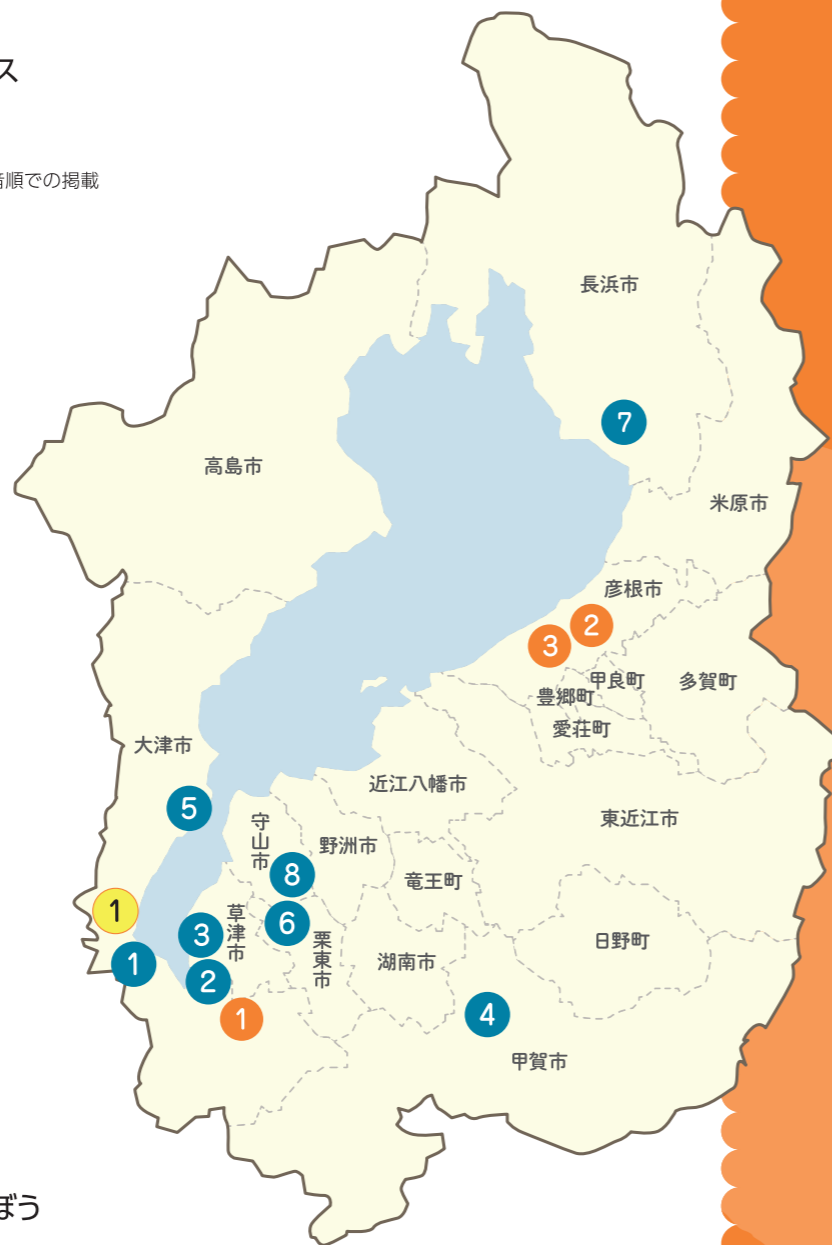 ス
音順での掲載
長浜市
7
高島市
米原市
彦根市
2
3
甲良町
多賀町
豊郷町
愛荘町
大津市
近江八幡市
5
東近江市
守山市
野洲市
8
竜王町
1
草津市
6
日野町
3
栗東市
湖南市
1
2
4
1
甲賀市
ぼう